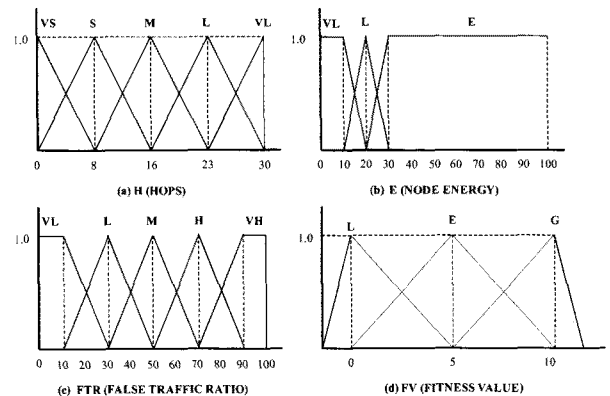 VS S M L VL
1.0
0 8 16 23 30
(a) H (HOPS)
VL L E
1.0
0 10 20 30 40 50 60 70 80 90 100
(b) E (NODE ENERGY)
VL L M H VH
1.0
0 10 20 30 40 50 60 70 80 90 100
(c) FTR (FALSE TRAFFIC RATIO)
L E G
1.0
0 5 10
(d) FV (FITNESS VALUE)